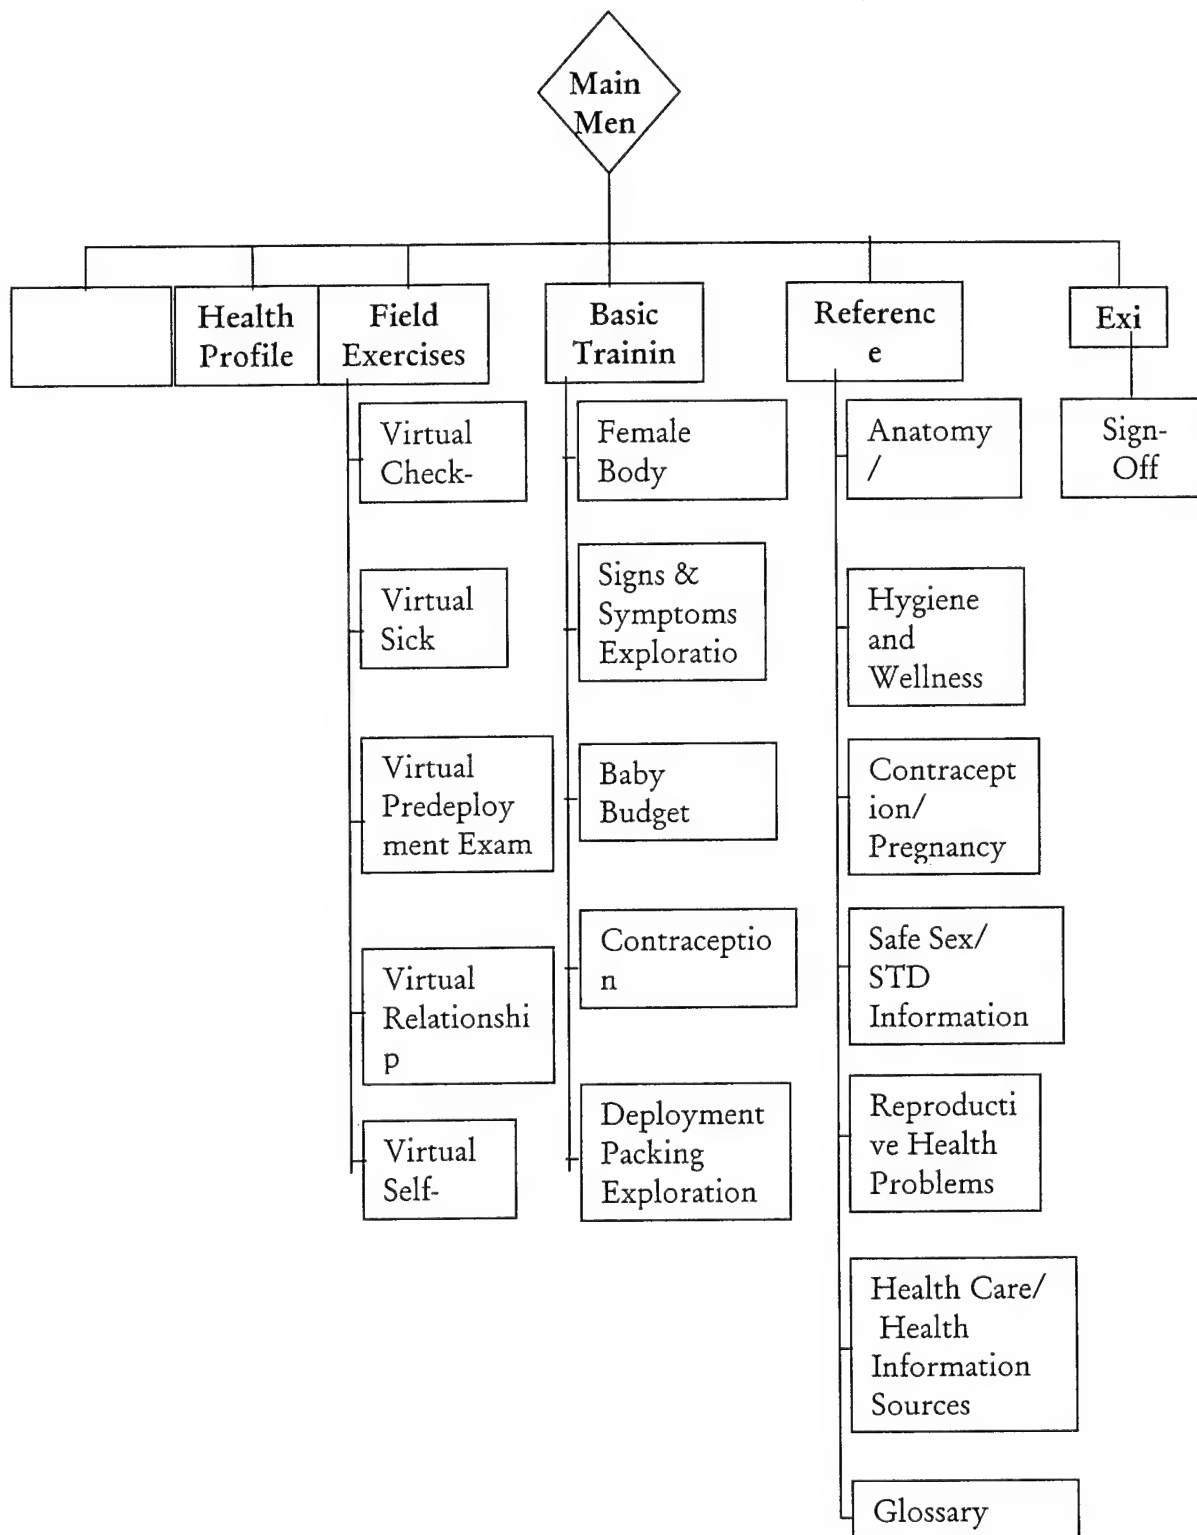 Main
Men
Health
Profile
Field
Exercises
Basic
Trainin
Referenc
e
Exi
Virtual
Check-
Virtual
Sick
Virtual
Predeploy
ment Exam
Virtual
Relationshi
p
Virtual
Self-
Female
Body
Signs &
Symptoms
Exploratio
Baby
Budget
Contraceptio
n
Deployment
Packing
Exploration
Anatomy
/
Hygiene
and
Wellness
Contracept
ion/
Pregnancy
Safe Sex/
STD
Information
Reproducti
ve Health
Problems
Health Care/
Health
Information
Sources
Glossary
Sign-
Off